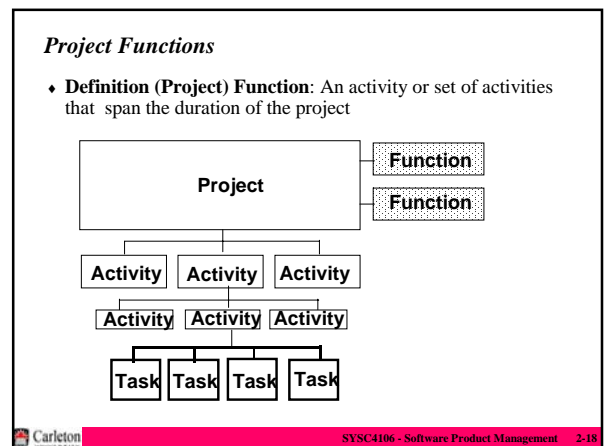 Project Functions
♦ Definition (Project) Function: An activity or set of activities
that span the duration of the project
Function
Project
Function
Activity Activity Activity
Activity Activity Activity
Task Task Task Task
Carleton
SYSC4106 - Software Product Management 2-18